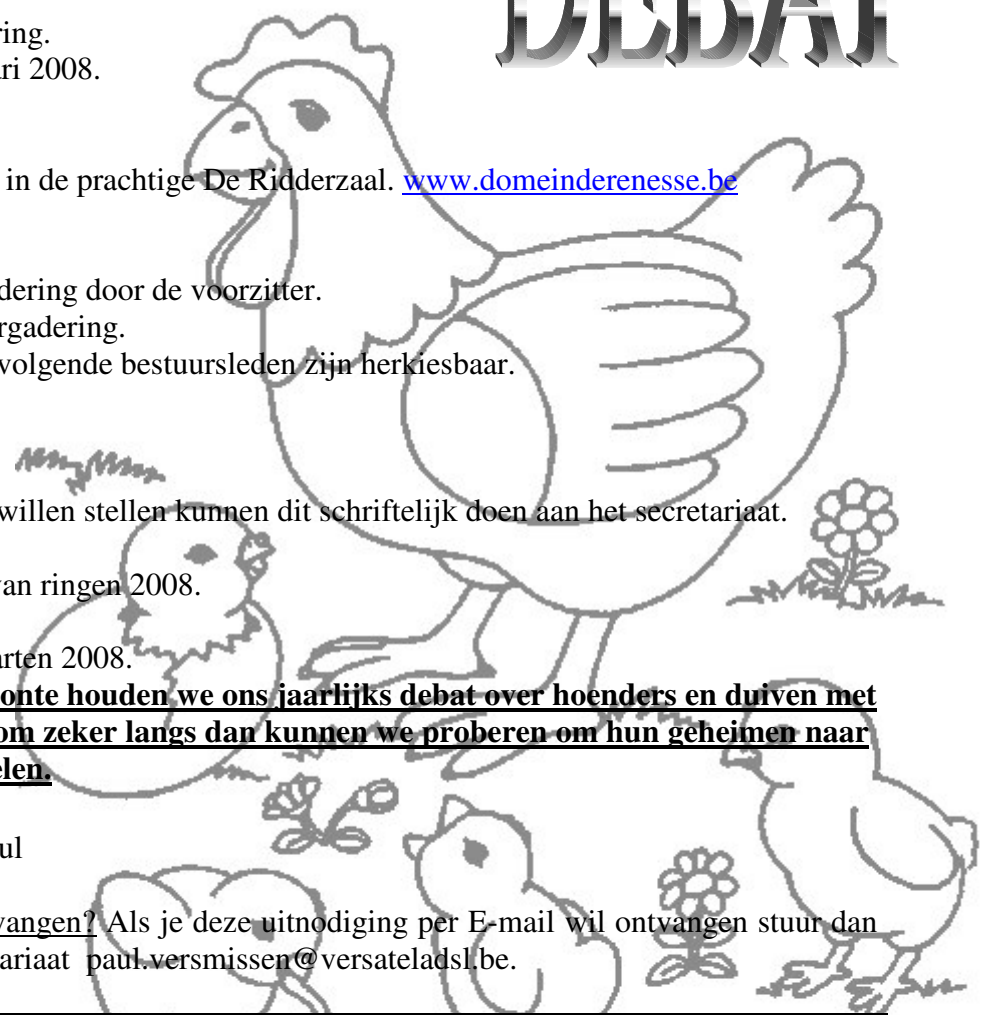 DEBAT
ring.
ri 2008.
in de prachtige De Ridderzaal. www.domeinderenesse.be
dering door de voorzitter.
rgadering.
volgende bestuursleden zijn herkiesbaar.
willen stellen kunnen dit schriftelijk doen aan het secretariaat.
van ringen 2008.
arten 2008.
onte houden we ons jaarlijks debat over hoenders en duiven met
om zeker langs dan kunnen we proberen om hun geheimen naar
elen.
ul
vangen? Als je deze uitnodiging per E-mail wil ontvangen stuur dan
ariaat paul.versmissen@versateladsl.be.